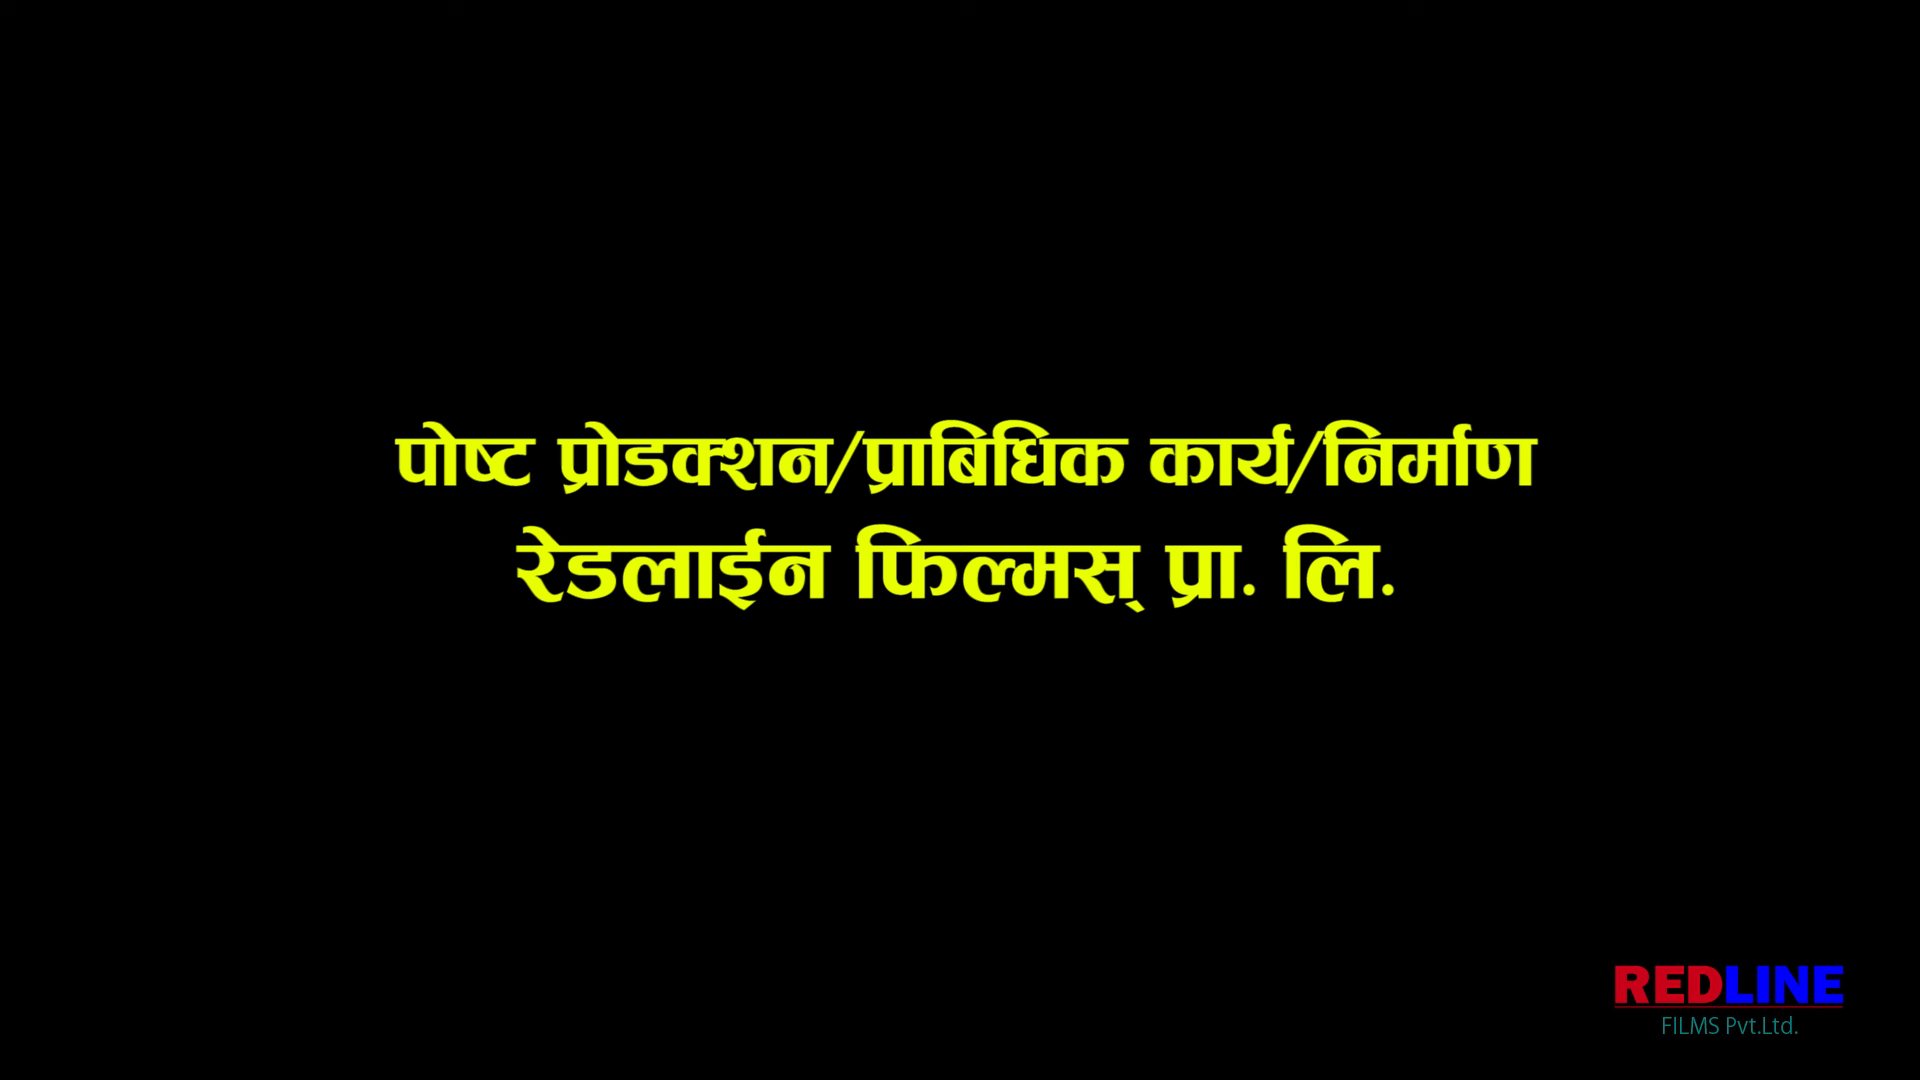 पोष्ट प्रोडक्शन/प्राबिधिक कार्य/निर्माण
रेडलाईन फिल्मस् प्रा. लि.
REDLINE
FILMS Pvt.Ltd.